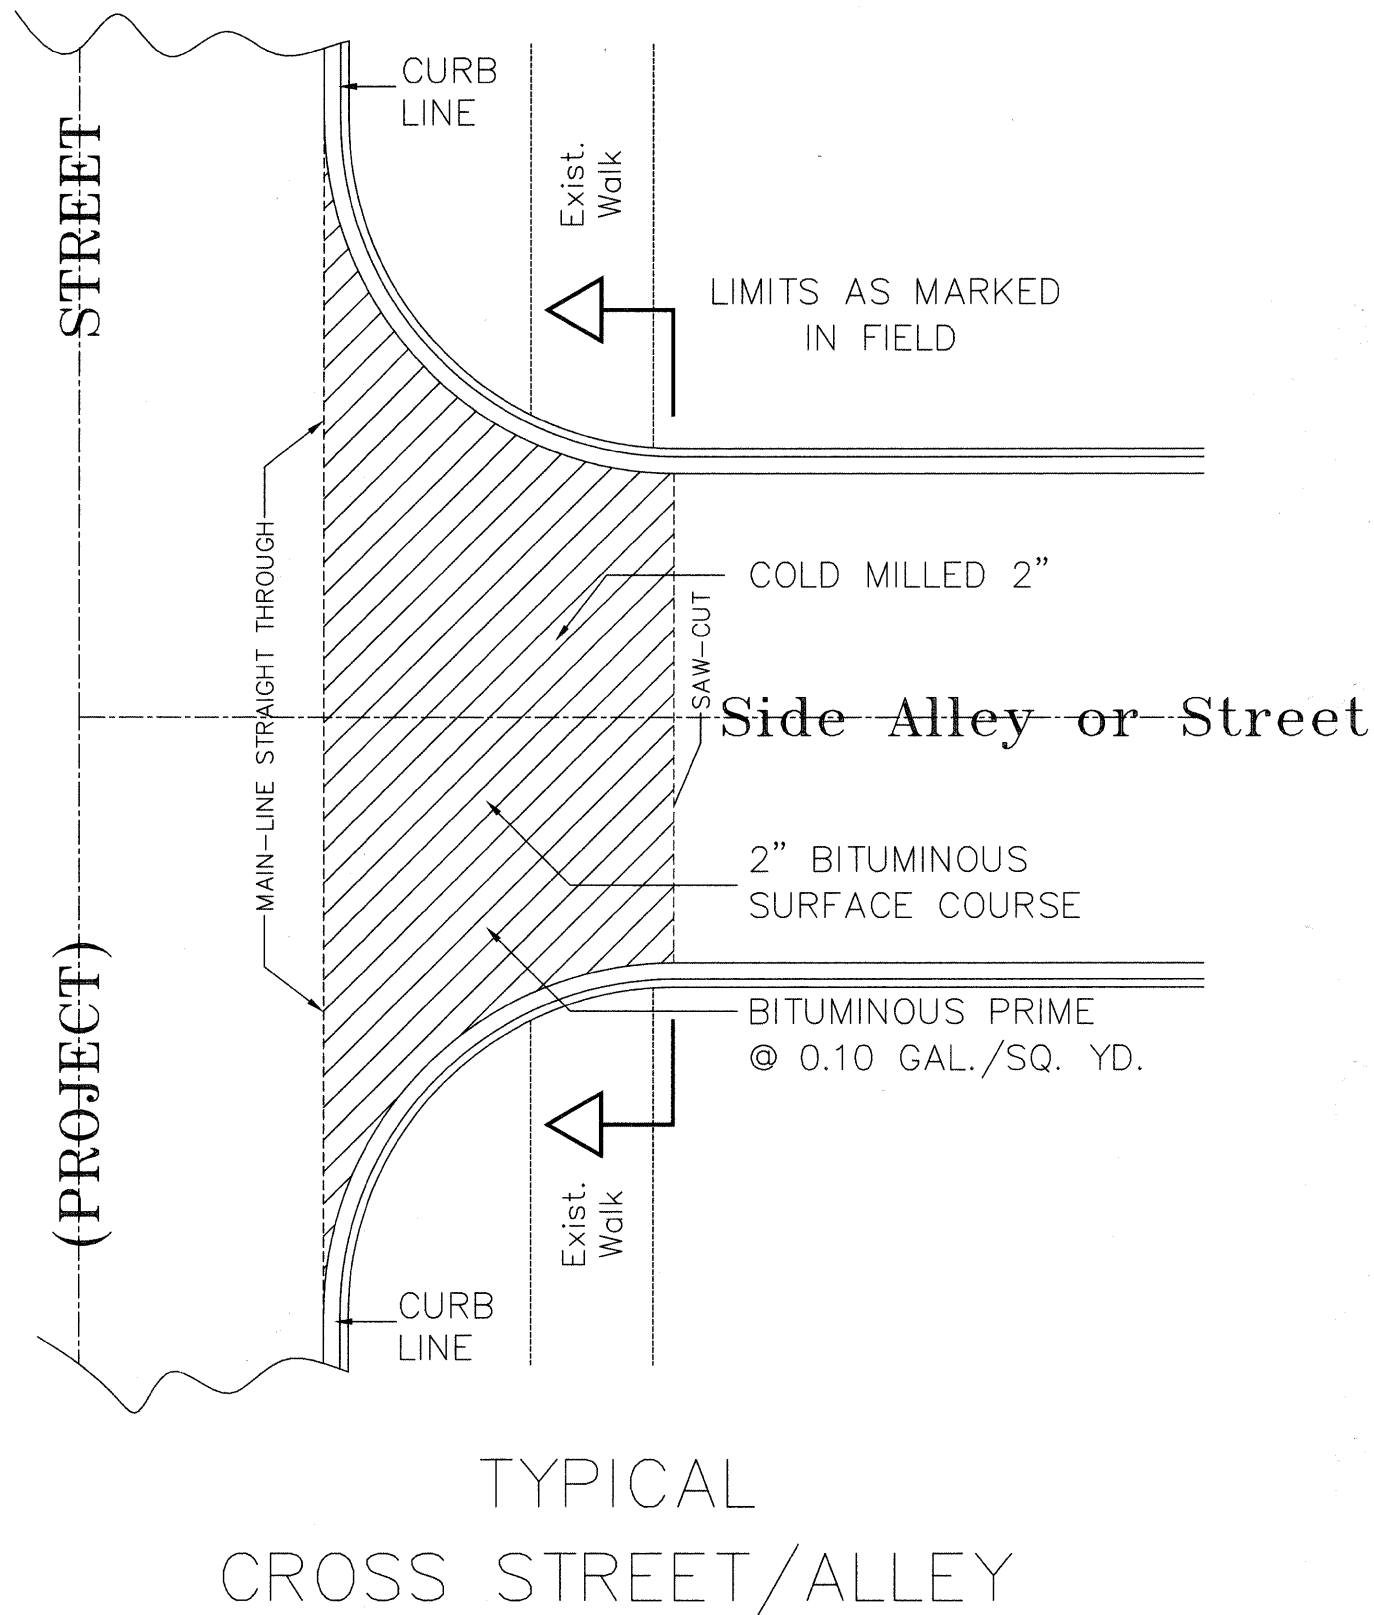 CURB
LINE
STREET
Exist.
Walk
LIMITS AS MARKED
IN FIELD
COLD MILLED 2”
SAW-CUT
MAIN-LINE STRAIGHT THROUGH
Side Alley or Street
2” BITUMINOUS
SURFACE COURSE
(PROJECT)
BITUMINOUS PRIME
@ 0.10 GAL./SQ. YD.
Exist.
Walk
CURB
LINE
TYPICAL
CROSS STREET/ALLEY